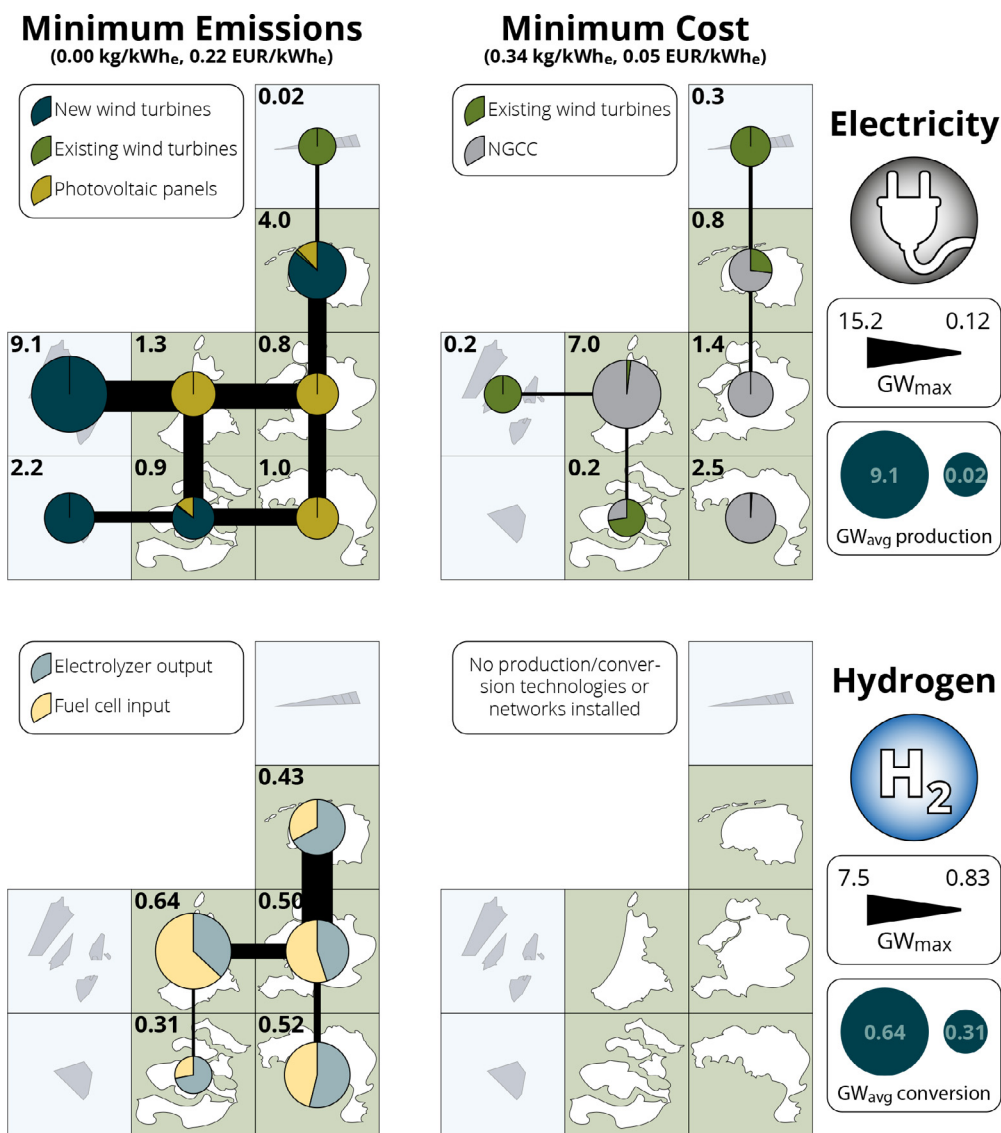 Minimum Emissions
(0.00 kg/kWhe, 0.22 EUR/kWhe)
Minimum Cost
(0.34 kg/kWhe, 0.05 EUR/kWhe)
New wind turbines
Existing wind turbines
Photovoltaic panels
0.02
4.0
9.1
1.3
0.8
2.2
0.9
1.0
Existing wind turbines
NGCC
0.3
0.8
0.2
7.0
1.4
0.2
2.5
Electricity
15.2
0.12
GWmax
9.1
0.02
GWavg production
Electrolyzer output
Fuel cell input
0.43
0.64
0.50
0.31
0.52
No production/conver-
sion technologies or
networks installed
Hydrogen
H2
7.5
0.83
GWmax
0.64
0.31
GWavg conversion